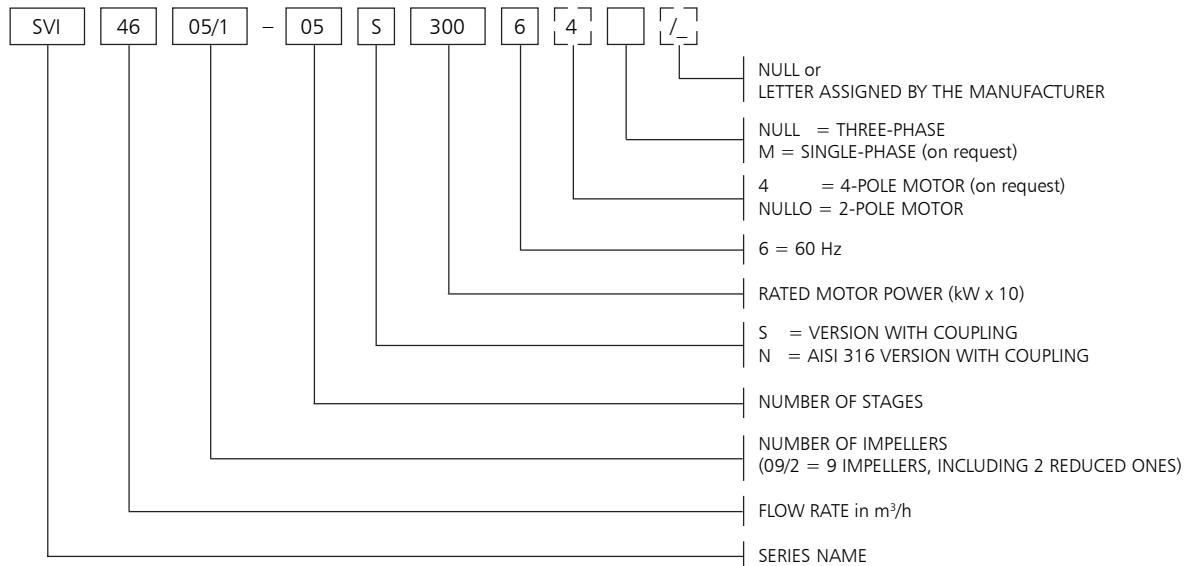 SVI 46 05/1 – 05 S 300 6 4 /_
NULL or
LETTER ASSIGNED BY THE MANUFACTURER
NULL = THREE-PHASE
M = SINGLE-PHASE (on request)
4 = 4-POLE MOTOR (on request)
NULLO = 2-POLE MOTOR
6 = 60 Hz
RATED MOTOR POWER (kW x 10)
S = VERSION WITH COUPLING
N = AISI 316 VERSION WITH COUPLING
NUMBER OF STAGES
NUMBER OF IMPELLERS
(09/2 = 9 IMPELLERS, INCLUDING 2 REDUCED ONES)
FLOW RATE in m³/h
SERIES NAME